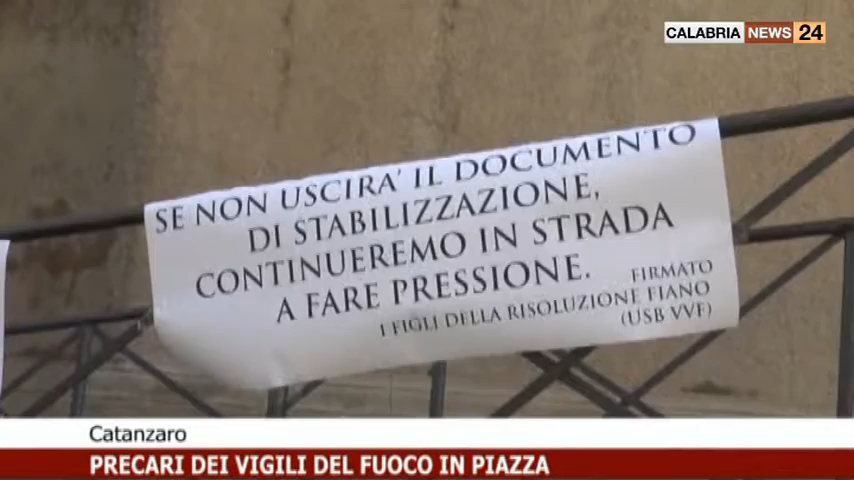 CALABRIA NEWS 24
SE NON USCIRA' IL DOCUMENTO
DI STABILIZZAZIONE,
CONTINUEREMO IN STRADA
A FARE PRESSIONE.
FIRMATO
I FIGLI DELLA RISOLUZIONE FIANO
(USB VVF)
Catanzaro
PRECARI DEI VIGILI DEL FUOCO IN PIAZZA